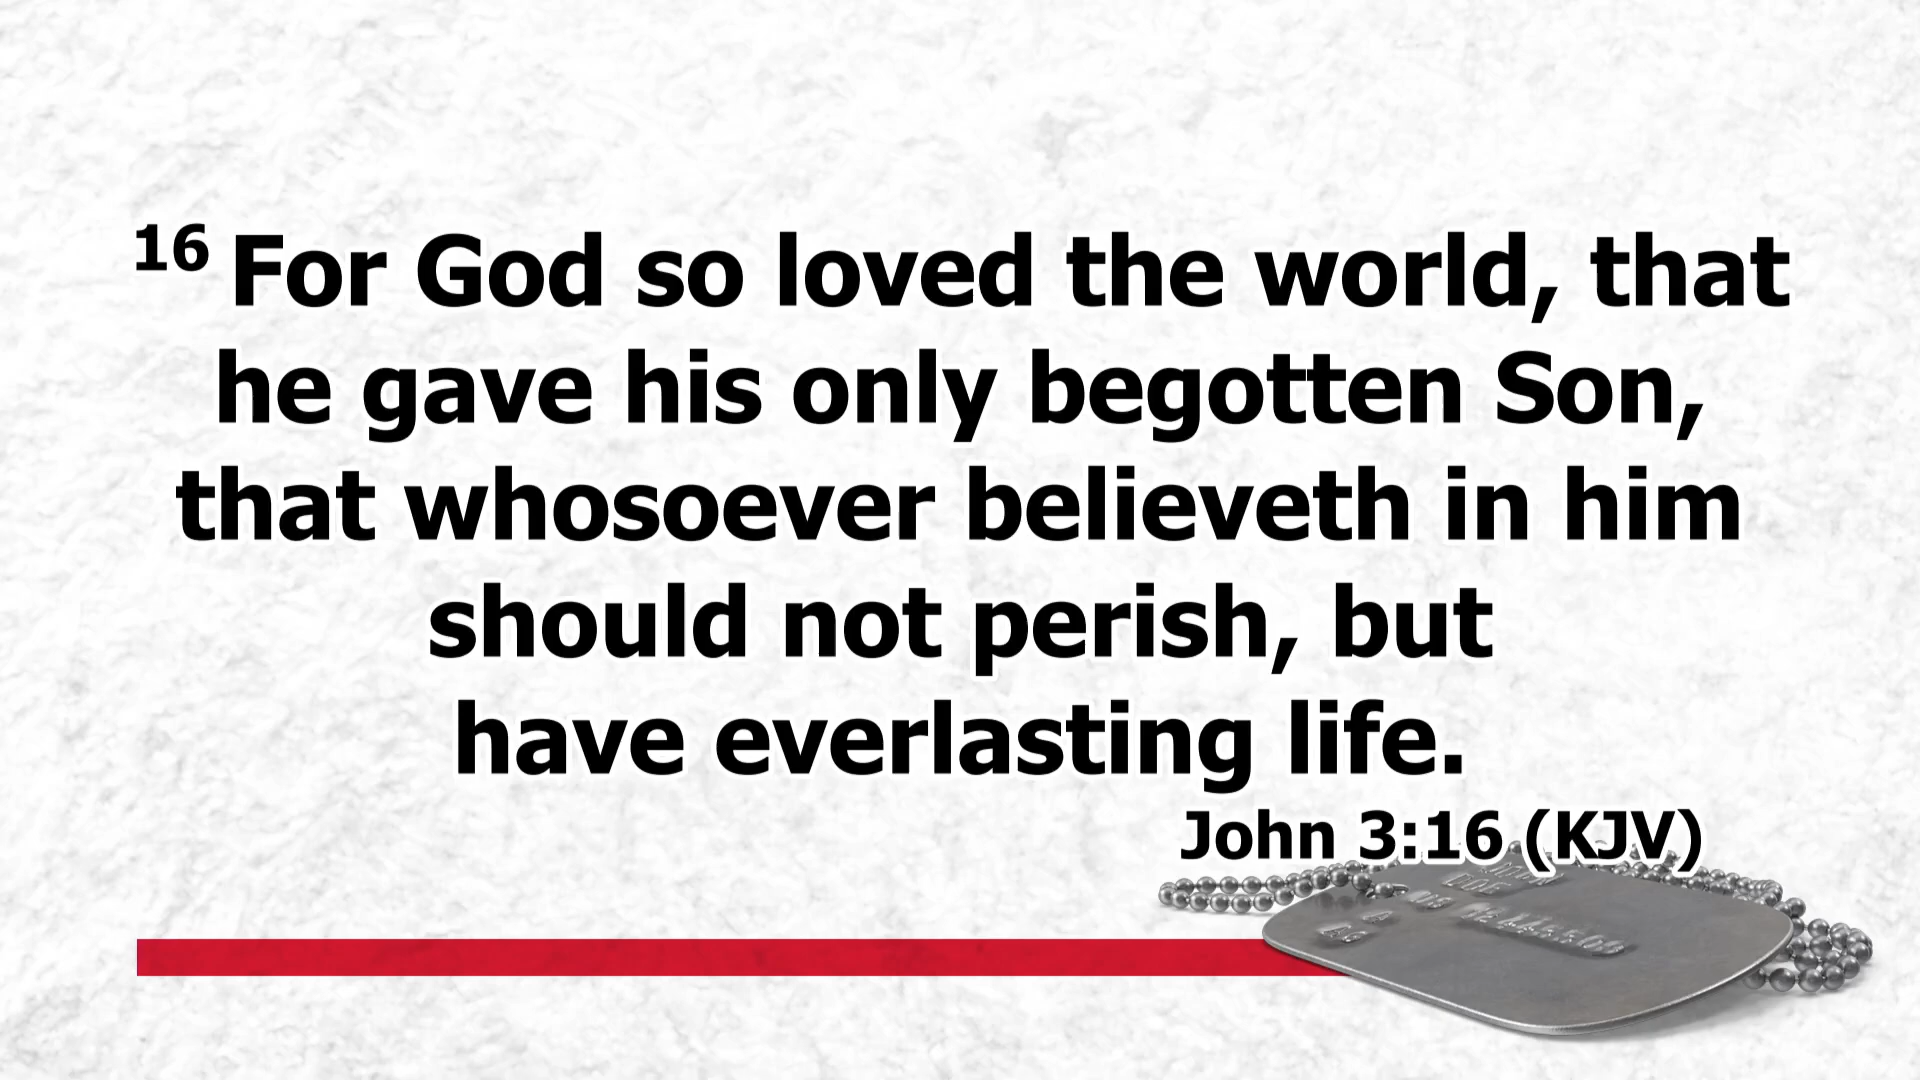 16 For God so loved the world, that
he gave his only begotten Son,
that whosoever believeth in him
should not perish, but
have everlasting life.
John 3:16 (KJV)
DOE